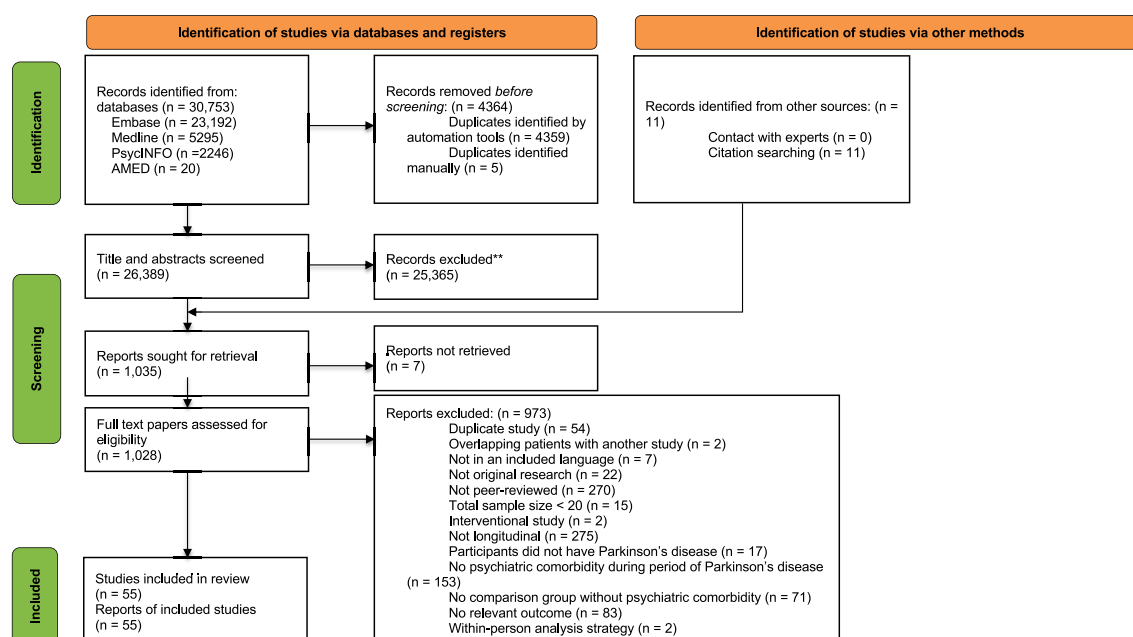 Identification of studies via databases and registers
Identification of studies via other methods
Identification
Records identified from:
databases (n = 30,753)
Embase (n = 23,192)
Medline (n = 5295)
PsycINFO (n =2246)
AMED (n = 20)
Records removed before
screening: (n = 4364)
Duplicates identified by
automation tools (n = 4359)
Duplicates identified
manually (n = 5)
Records identified from other sources: (n =
11)
Contact with experts (n = 0)
Citation searching (n = 11)
Screening
Title and abstracts screened
(n = 26,389)
Records excluded**
(n = 25,365)
Reports sought for retrieval
(n = 1,035)
Reports not retrieved
(n = 7)
Full text papers assessed for
eligibility
(n = 1,028)
Reports excluded: (n = 973)
Duplicate study (n = 54)
Overlapping patients with another study (n = 2)
Not in an included language (n = 7)
Not original research (n = 22)
Not peer-reviewed (n = 270)
Total sample size < 20 (n = 15)
Interventional study (n = 2)
Not longitudinal (n = 275)
Participants did not have Parkinson's disease (n = 17)
No psychiatric comorbidity during period of Parkinson's disease
(n = 153)
No comparison group without psychiatric comorbidity (n = 71)
No relevant outcome (n = 83)
Within-person analysis strategy (n = 2)
Included
Studies included in review
(n = 55)
Reports of included studies
(n = 55)